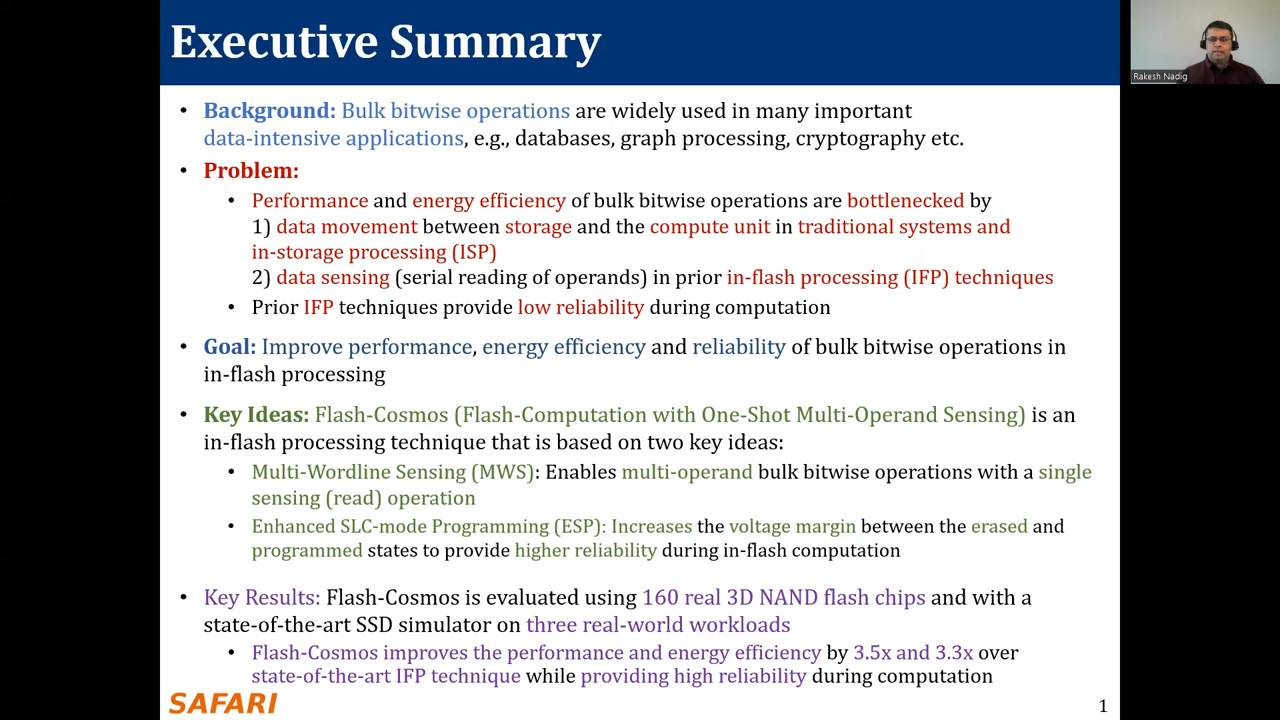 Executive Summary
Rakesh Nadig
• Background: Bulk bitwise operations are widely used in many important
data-intensive applications, e.g., databases, graph processing, cryptography etc.
• Problem:
• Performance and energy efficiency of bulk bitwise operations are bottlenecked by
1) data movement between storage and the compute unit in traditional systems and
in-storage processing (ISP)
2) data sensing (serial reading of operands) in prior in-flash processing (IFP) techniques
• Prior IFP techniques provide low reliability during computation
• Goal: Improve performance, energy efficiency and reliability of bulk bitwise operations in
in-flash processing
• Key Ideas: Flash-Cosmos (Flash-Computation with One-Shot Multi-Operand Sensing) is an
in-flash processing technique that is based on two key ideas:
• Multi-Wordline Sensing (MWS): Enables multi-operand bulk bitwise operations with a single
sensing (read) operation
• Enhanced SLC-mode Programming (ESP): Increases the voltage margin between the erased and
programmed states to provide higher reliability during in-flash computation
• Key Results: Flash-Cosmos is evaluated using 160 real 3D NAND flash chips and with a
state-of-the-art SSD simulator on three real-world workloads
• Flash-Cosmos improves the performance and energy efficiency by 3.5x and 3.3x over
state-of-the-art IFP technique while providing high reliability during computation
SAFARI
1